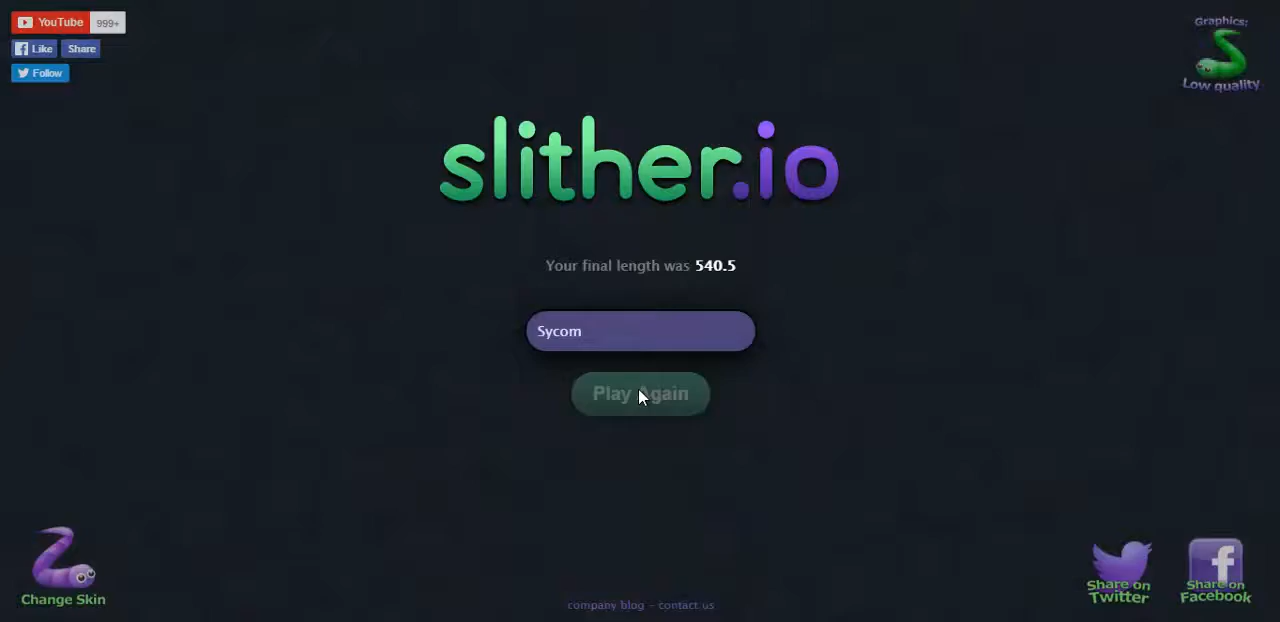 YouTube 999+
Like Share
Follow
Graphics:
Low quality
slither.io
Your final length was 540.5
Sycom
Play Again
Change Skin
Share on
Twitter
Share on
Facebook
company blog - contact us